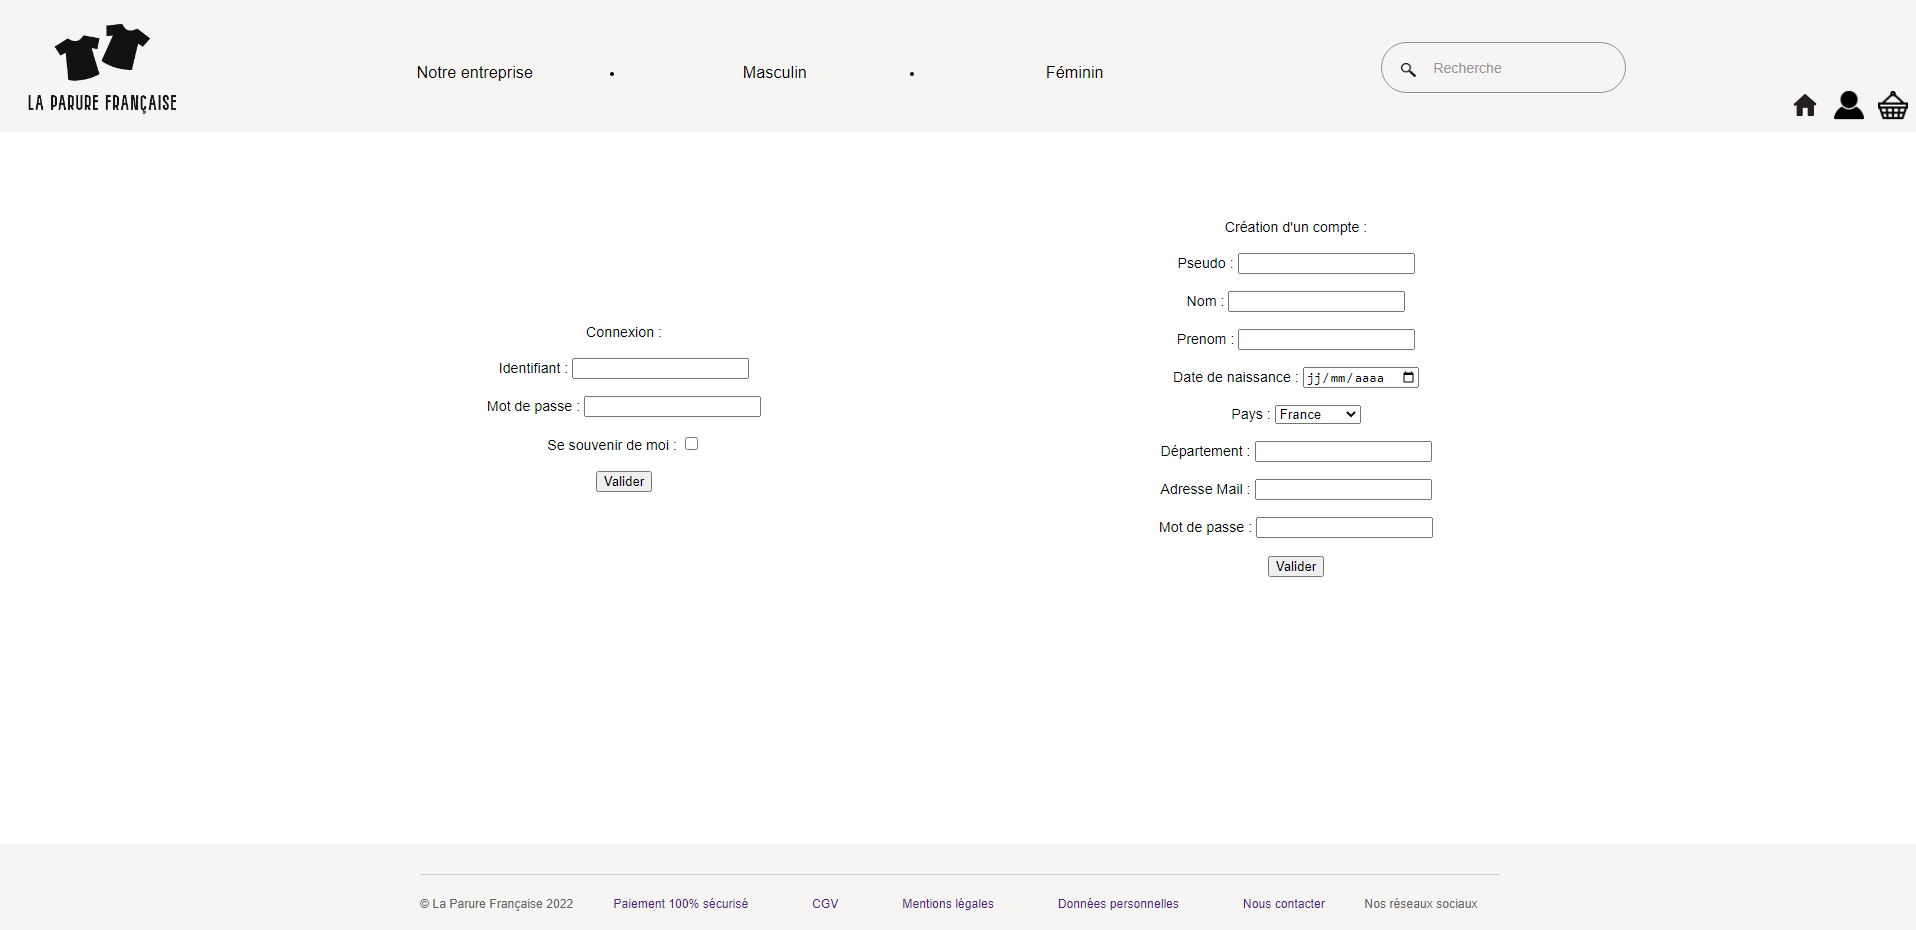 LA PARURE FRANÇAISE
Notre entreprise • Masculin • Féminin
Recherche
Connexion :
Identifiant :
Mot de passe :
Se souvenir de moi :
Valider
Création d'un compte :
Pseudo :
Nom :
Prenom :
Date de naissance : jj/mm/aaaa
Pays : France
Département :
Adresse Mail :
Mot de passe :
Valider
© La Parure Française 2022 Paiement 100% sécurisé CGV Mentions légales Données personnelles Nous contacter Nos réseaux sociaux